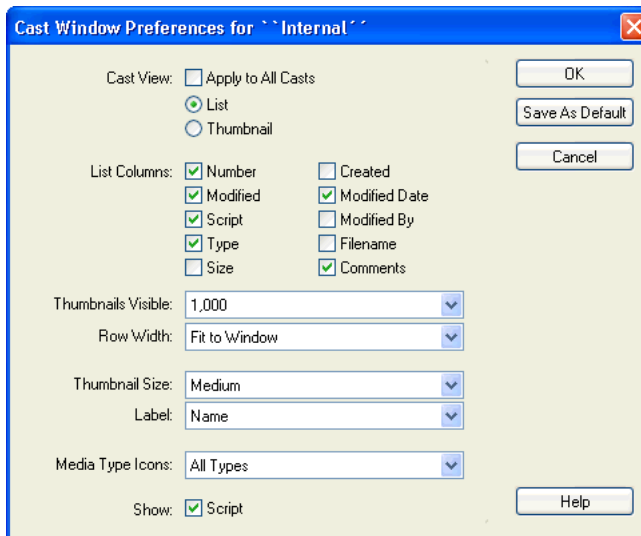 Cast Window Preferences for ``Internal´´
Cast View: Apply to All Casts
List
Thumbnail
OK
Save As Default
Cancel
List Columns: Number Created
Modified Modified Date
Script Modified By
Type Filename
Size Comments
Thumbnails Visible: 1,000
Row Width: Fit to Window
Thumbnail Size: Medium
Label: Name
Media Type Icons: All Types
Show: Script
Help